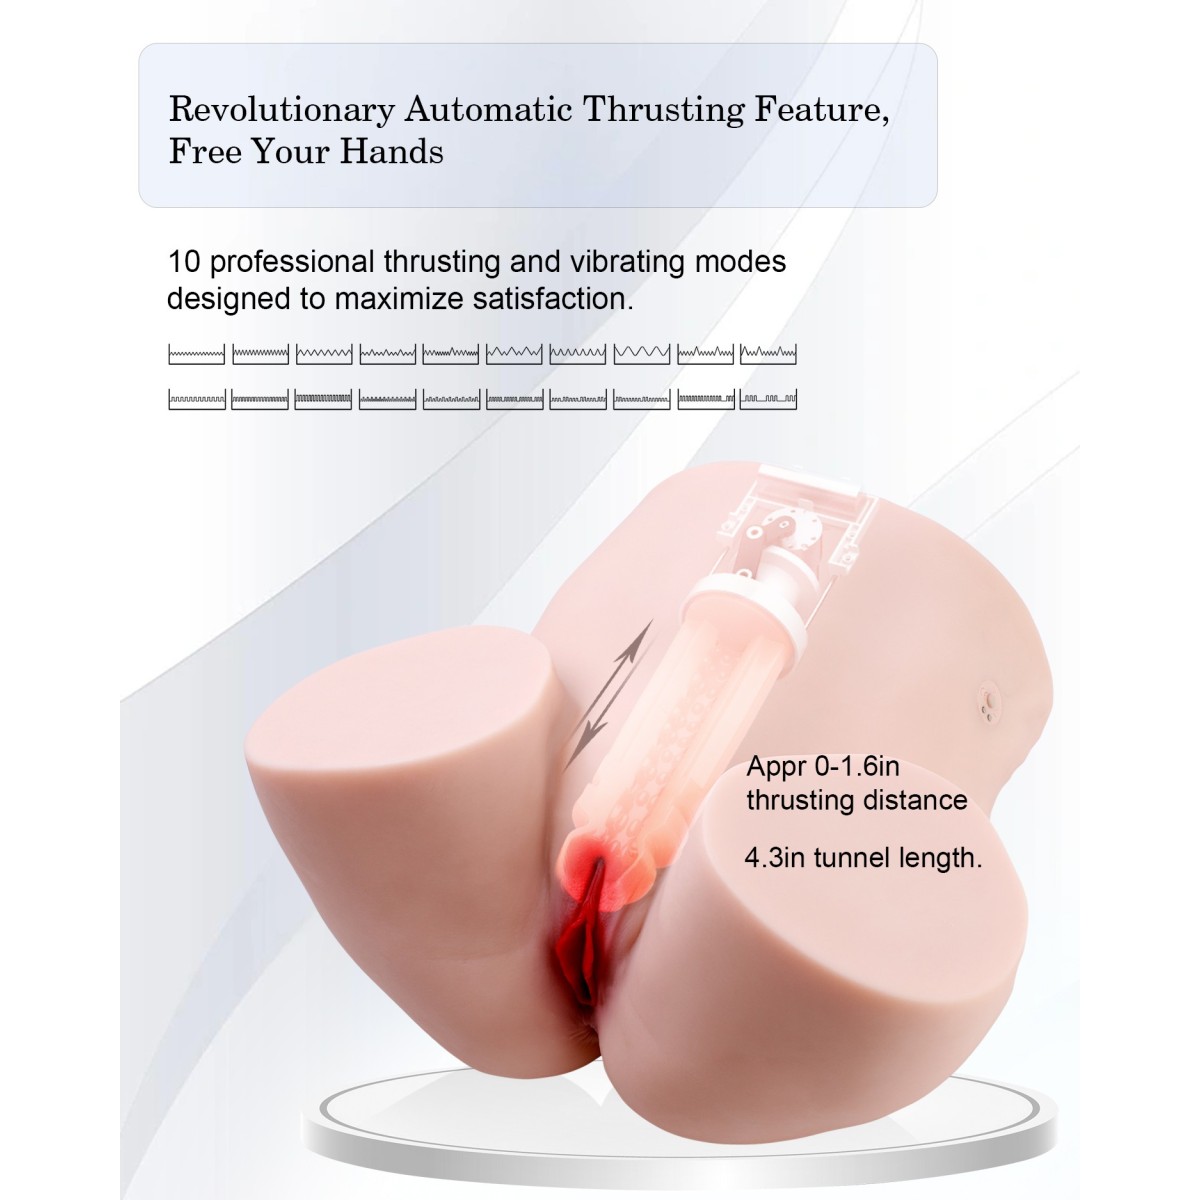 Revolutionary Automatic Thrusting Feature,
Free Your Hands
10 professional thrusting and vibrating modes
designed to maximize satisfaction.
Appr 0-1.6in
thrusting distance
4.3in tunnel length.